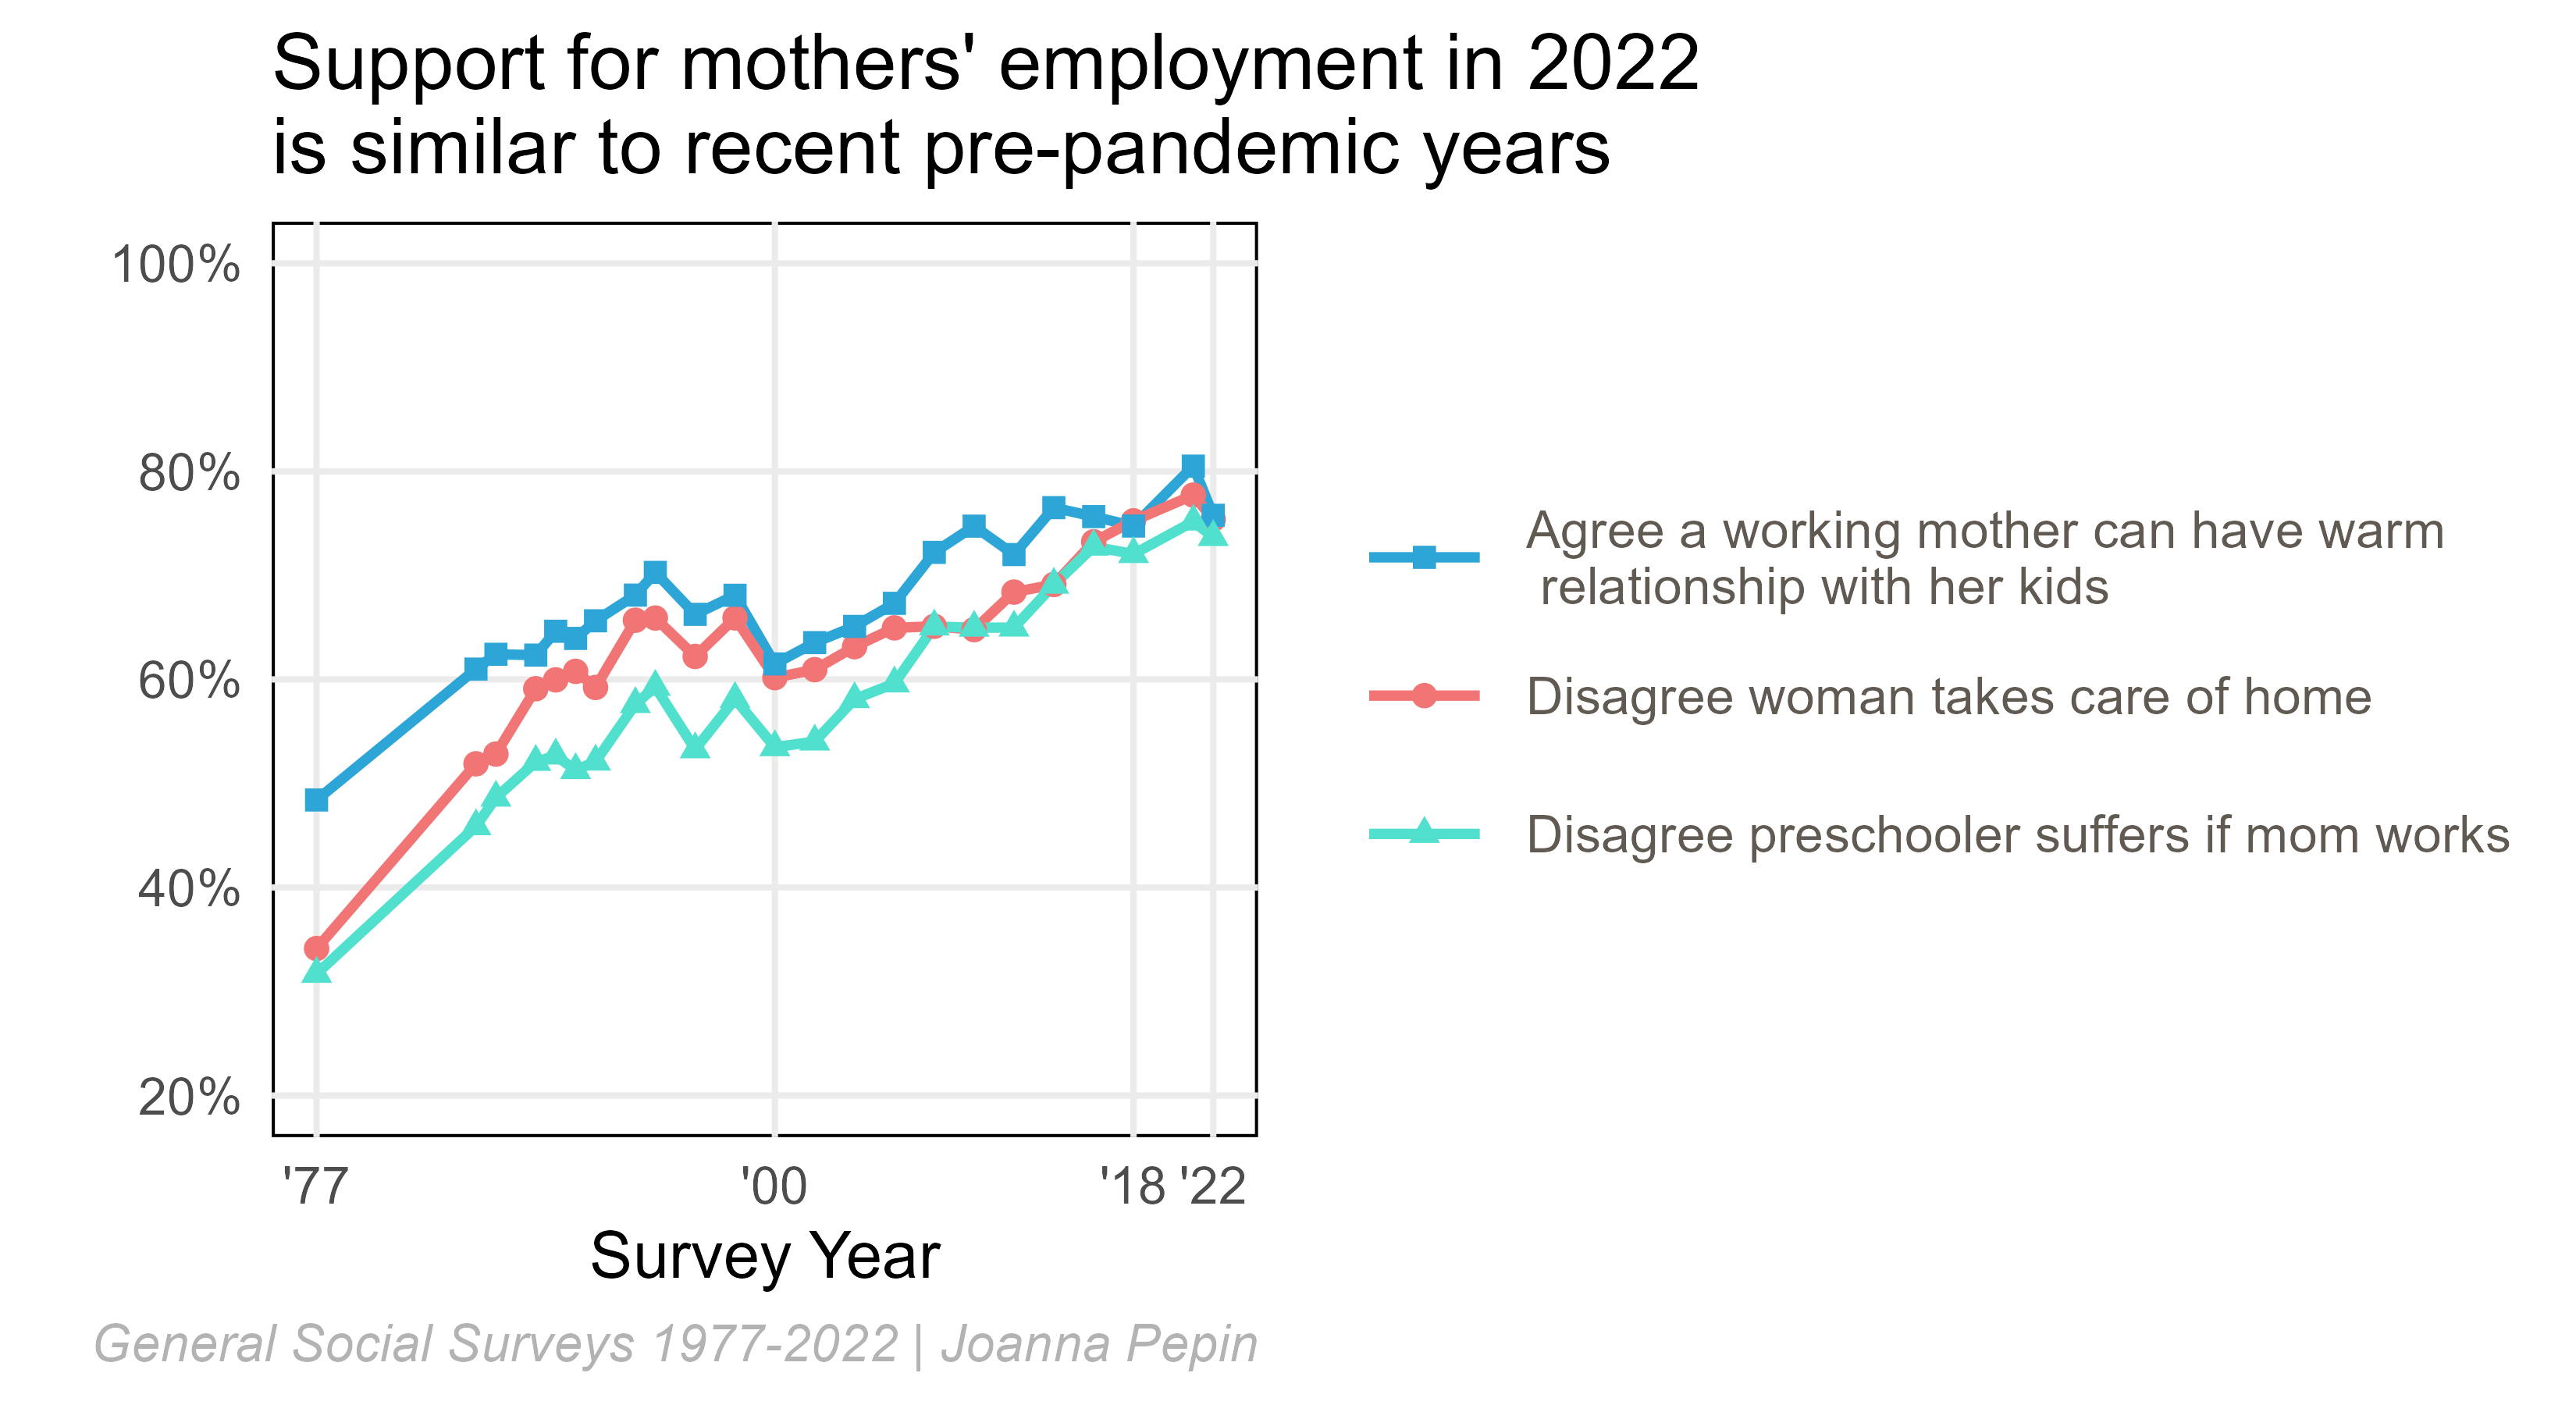 Support for mothers' employment in 2022
is similar to recent pre-pandemic years
100%
80%
60%
40%
20%
'77
'00
'18
'22
Survey Year
Agree a working mother can have warm
relationship with her kids
Disagree woman takes care of home
Disagree preschooler suffers if mom works
General Social Surveys 1977-2022 | Joanna Pepin